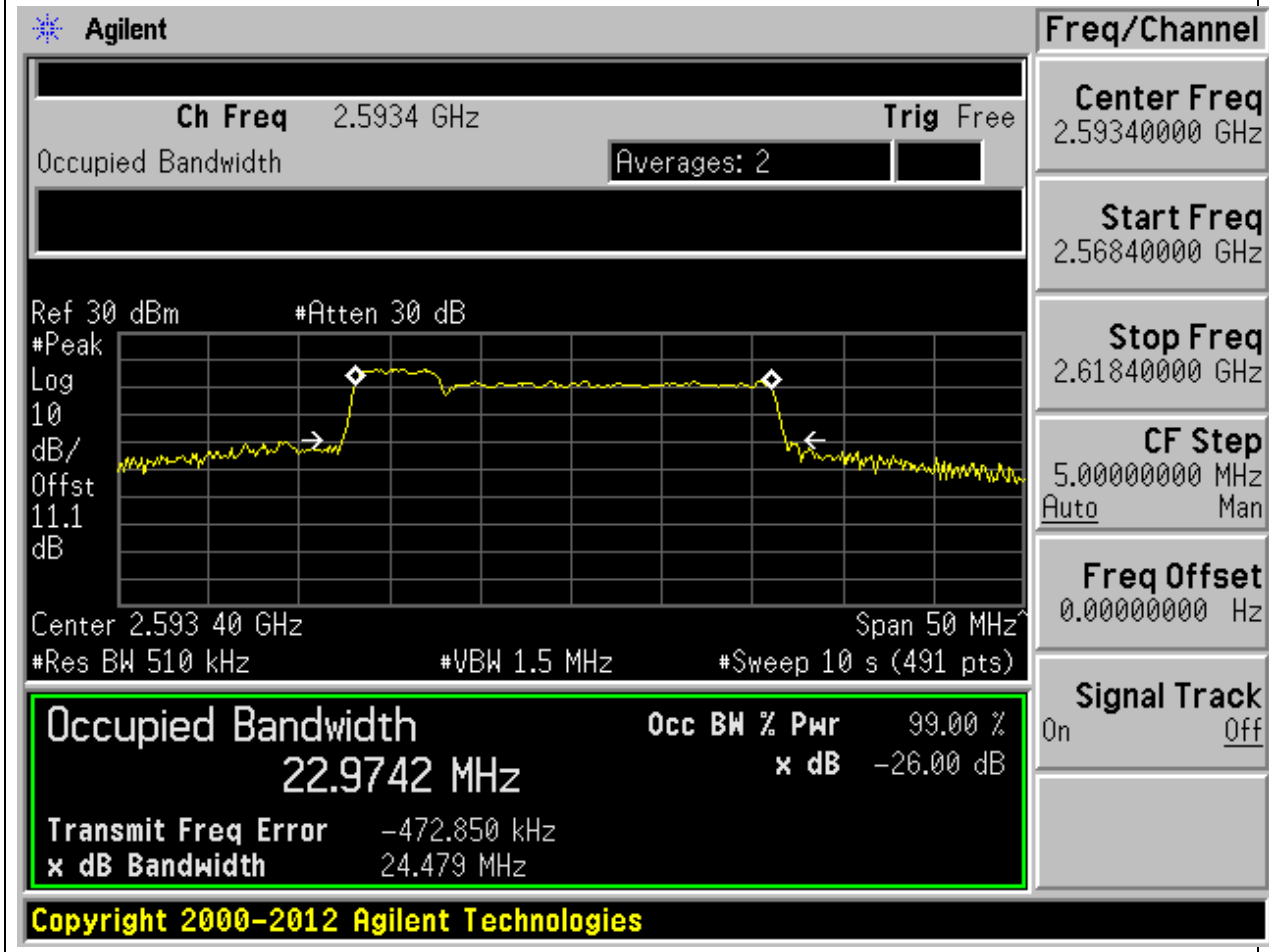 Agilent
Freq/Channel
Ch Freq 2.5934 GHz Trig Free
Occupied Bandwidth Averages: 2
Center Freq
2.59340000 GHz
Start Freq
2.56840000 GHz
Stop Freq
2.61840000 GHz
CF Step
5.00000000 MHz
Auto Man
Freq Offset
0.00000000 Hz
Signal Track
On Off
Ref 30 dBm #Atten 30 dB
#Peak
Log
10
dB/
Offst
11.1
dB
Center 2.593 40 GHz Span 50 MHz^
#Res BW 510 kHz #VBW 1.5 MHz #Sweep 10 s (491 pts)
Occupied Bandwidth Occ BW % Pwr 99.00 %
22.9742 MHz x dB -26.00 dB
Transmit Freq Error -472.850 kHz
x dB Bandwidth 24.479 MHz
Copyright 2000-2012 Agilent Technologies